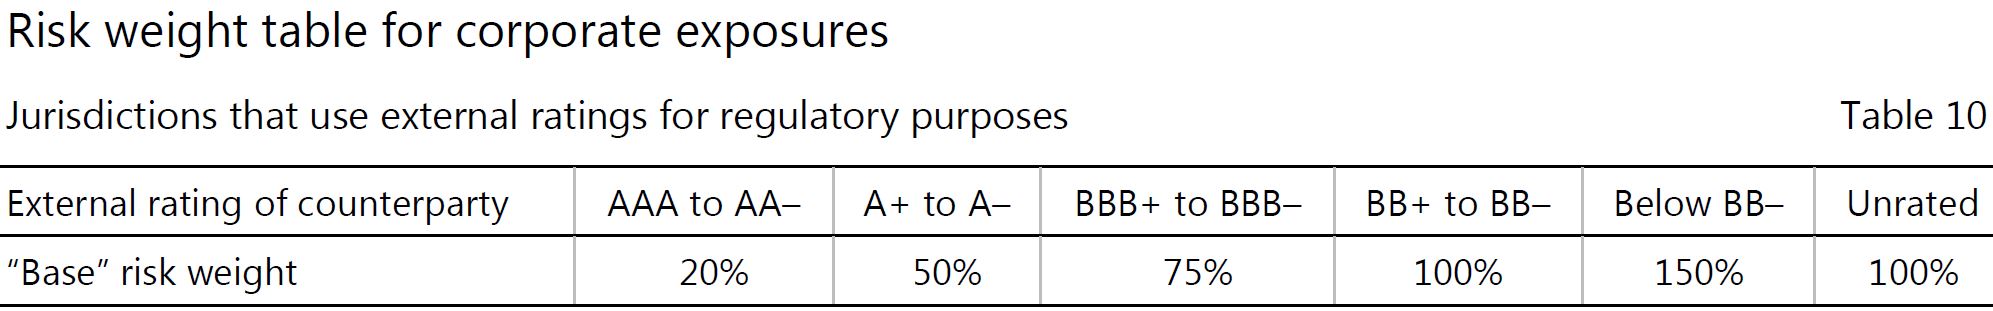 Risk weight table for corporate exposures
Jurisdictions that use external ratings for regulatory purposes Table 10
External rating of counterparty AAA to AA– A+ to A– BBB+ to BBB– BB+ to BB– Below BB– Unrated
“Base” risk weight 20% 50% 75% 100% 150% 100%